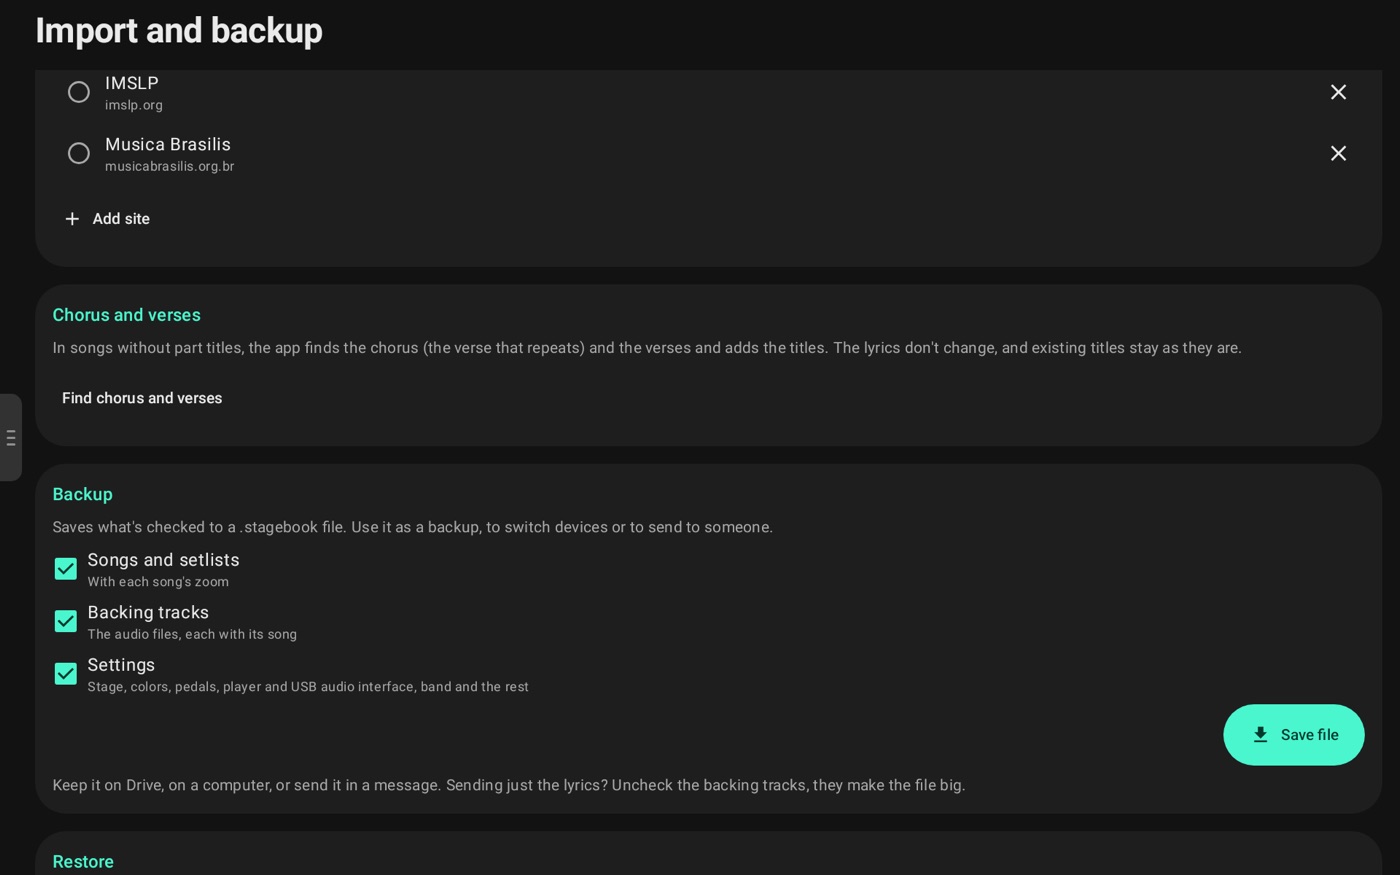 Import and backup
IMSLP
imslp.org
Musica Brasilis
musicabrasilis.org.br
Add site
Chorus and verses
In songs without part titles, the app finds the chorus (the verse that repeats) and the verses and adds the titles. The lyrics don't change, and existing titles stay as they are.
Find chorus and verses
Backup
Saves what's checked to a .stagebook file. Use it as a backup, to switch devices or to send to someone.
Songs and setlists
With each song's zoom
Backing tracks
The audio files, each with its song
Settings
Stage, colors, pedals, player and USB audio interface, band and the rest
Save file
Keep it on Drive, on a computer, or send it in a message. Sending just the lyrics? Uncheck the backing tracks, they make the file big.
Restore